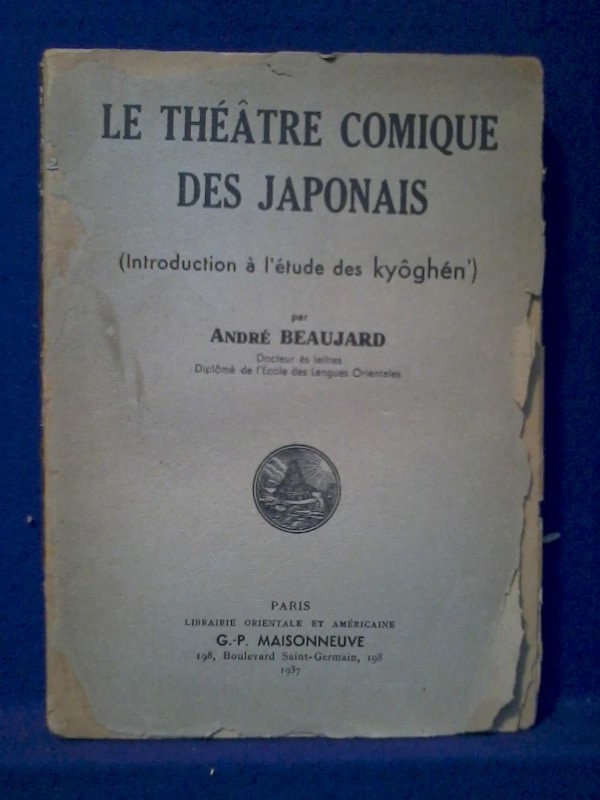 LE THÉÂTRE COMIQUE
DES JAPONAIS
(Introduction à l'étude des kyôghén')
par
ANDRÉ BEAUJARD
Docteur ès lettres
Diplômé de l'École des Langues Orientales
PARIS
LIBRAIRIE ORIENTALE ET AMÉRICAINE
G.-P. MAISONNEUVE
198, Boulevard Saint-Germain, 198
1937